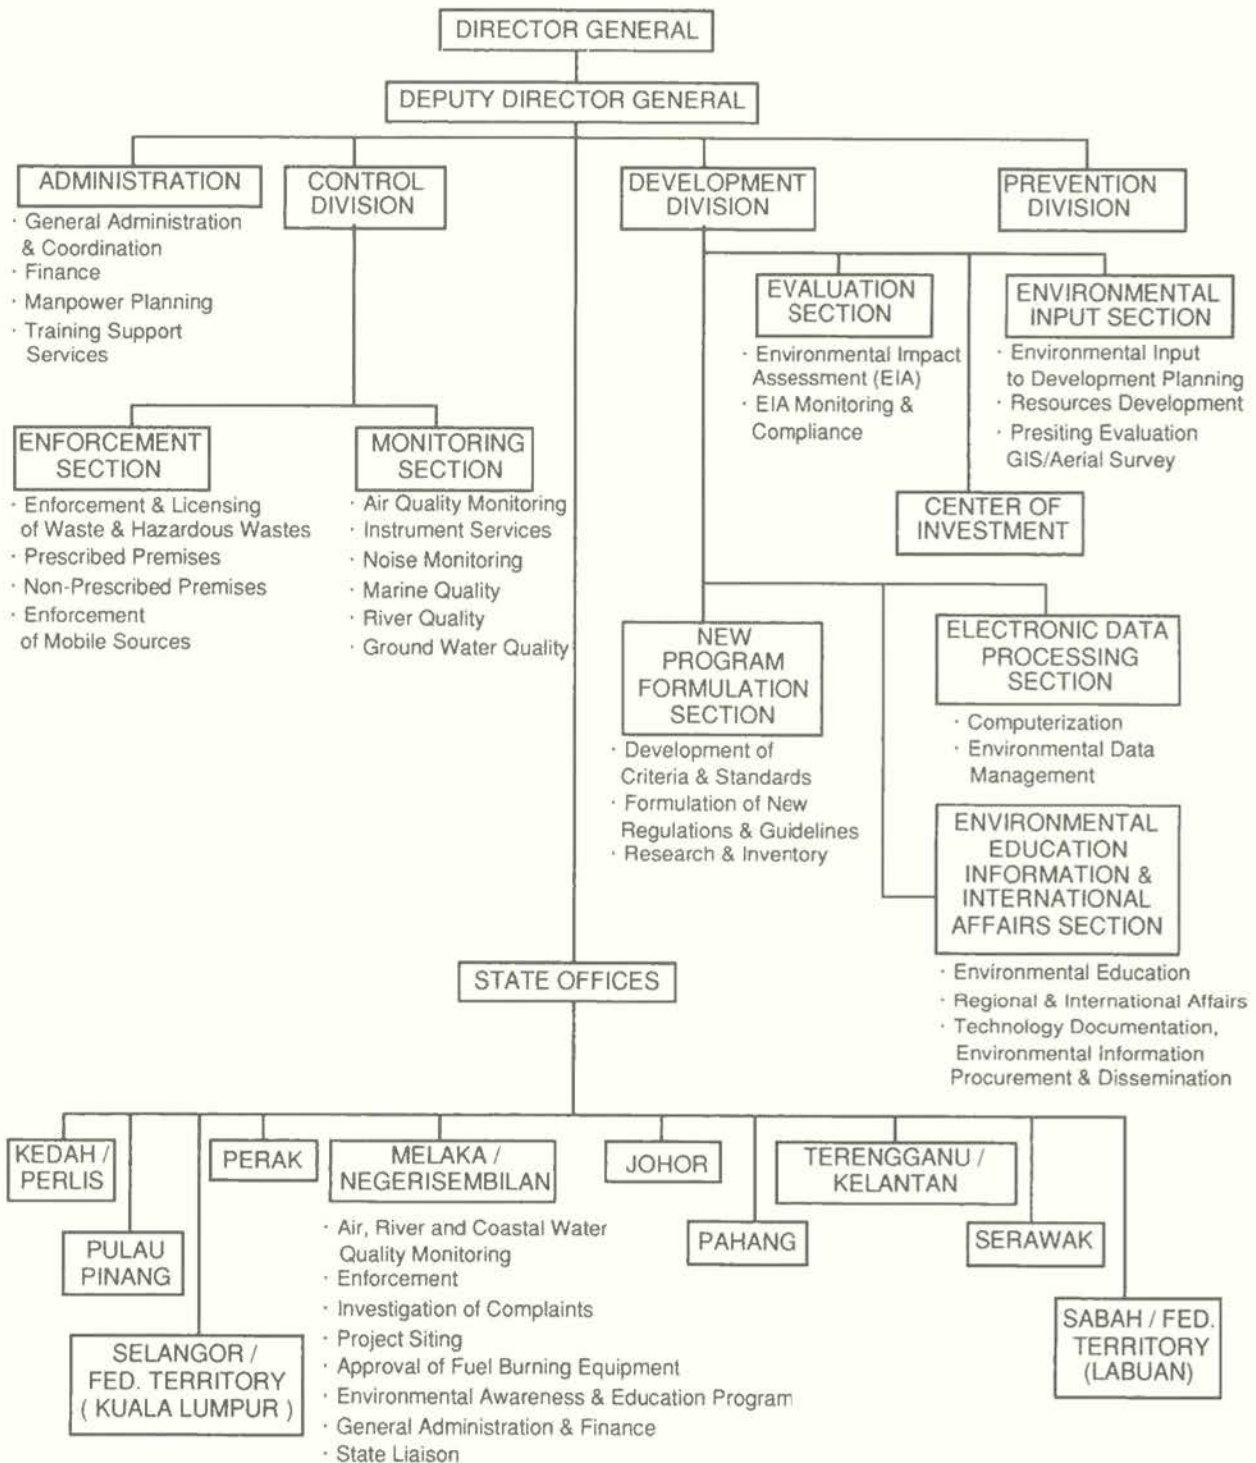 DIRECTOR GENERAL
DEPUTY DIRECTOR GENERAL
ADMINISTRATION
· General Administration
& Coordination
· Finance
· Manpower Planning
· Training Support
Services
CONTROL
DIVISION
DEVELOPMENT
DIVISION
PREVENTION
DIVISION
EVALUATION
SECTION
· Environmental Impact
Assessment (EIA)
· EIA Monitoring &
Compliance
ENVIRONMENTAL
INPUT SECTION
· Environmental Input
to Development Planning
· Resources Development
· Presiting Evaluation
GIS/Aerial Survey
ENFORCEMENT
SECTION
· Enforcement & Licensing
of Waste & Hazardous Wastes
· Prescribed Premises
· Non-Prescribed Premises
· Enforcement
of Mobile Sources
MONITORING
SECTION
· Air Quality Monitoring
· Instrument Services
· Noise Monitoring
· Marine Quality
· River Quality
· Ground Water Quality
CENTER OF
INVESTMENT
NEW
PROGRAM
FORMULATION
SECTION
· Development of
Criteria & Standards
· Formulation of New
Regulations & Guidelines
· Research & Inventory
ELECTRONIC DATA
PROCESSING
SECTION
· Computerization
· Environmental Data
Management
ENVIRONMENTAL
EDUCATION
INFORMATION &
INTERNATIONAL
AFFAIRS SECTION
· Environmental Education
· Regional & International Affairs
· Technology Documentation,
Environmental Information
Procurement & Dissemination
STATE OFFICES
KEDAH /
PERLIS
PULAU
PINANG
SELANGOR /
FED. TERRITORY
( KUALA LUMPUR )
PERAK
MELAKA /
NEGERISEMBILAN
· Air, River and Coastal Water
Quality Monitoring
· Enforcement
· Investigation of Complaints
· Project Siting
· Approval of Fuel Burning Equipment
· Environmental Awareness & Education Program
· General Administration & Finance
· State Liaison
JOHOR
PAHANG
TERENGGANU /
KELANTAN
SERAWAK
SABAH / FED.
TERRITORY
(LABUAN)